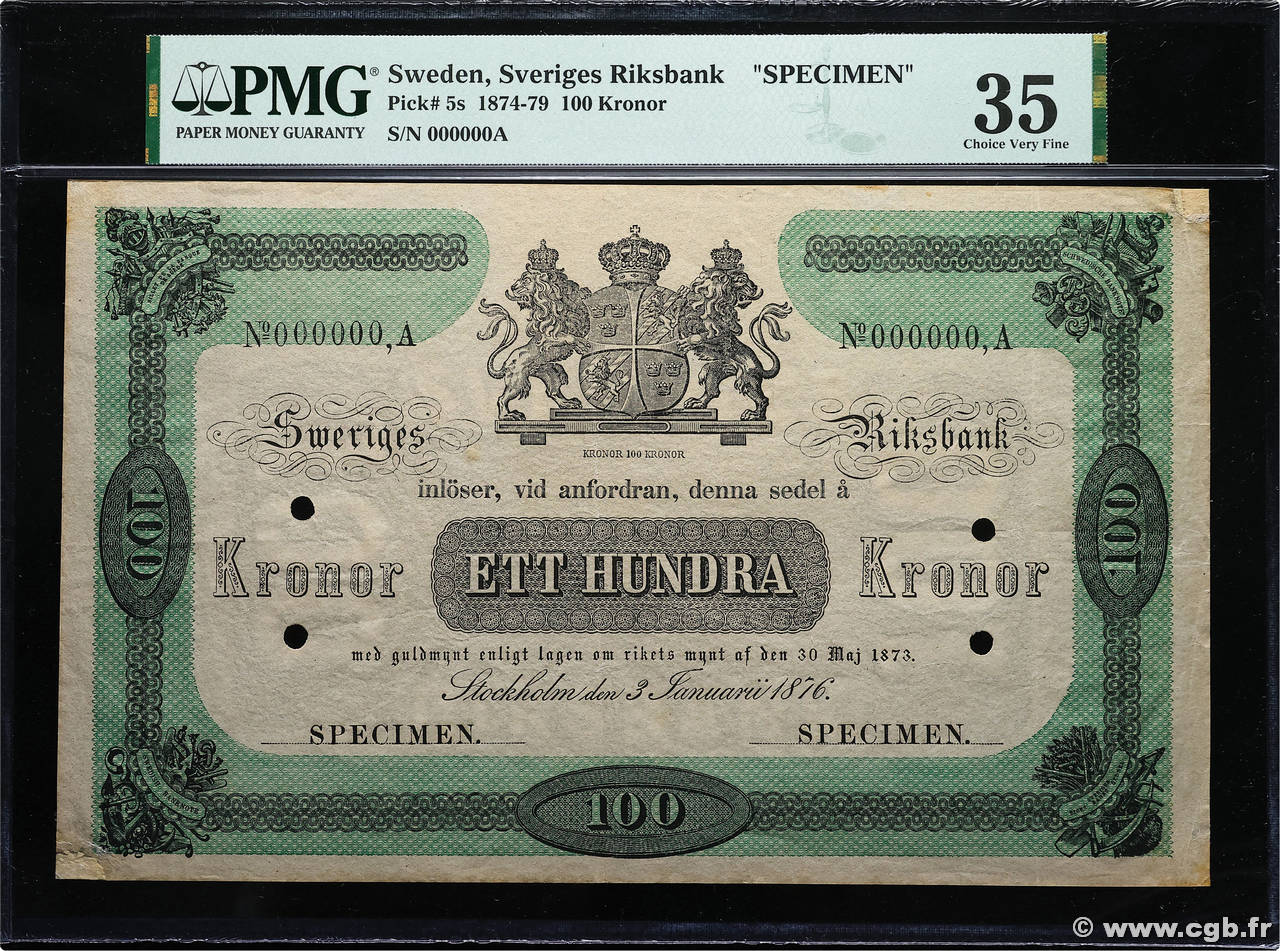 PMG® Sweden, Sveriges Riksbank "SPECIMEN"
PAPER MONEY GUARANTY
Pick# 5s 1874-79 100 Kronor
S/N 000000A
35
Choice Very Fine
SCHWEDISCHE BANKNOTE
Nº000000,A
Nº000000,A
Sweriges
Riksbank
KRONOR 100 KRONOR
inlöser, vid anfordran, denna sedel å
100
Kronor
ETT HUNDRA
Kronor
100
med guldmynt enligt lagen om rikets mynt af den 30 Maj 1873.
Stockholm den 3 Januarii 1876.
SPECIMEN.
SPECIMEN.
100
© www.cgb.fr